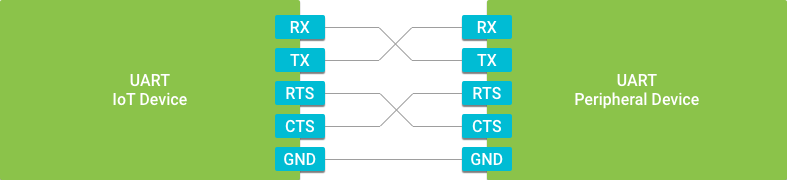 UART
IoT Device
RX
TX
RTS
CTS
GND
RX
TX
RTS
CTS
GND
UART
Peripheral Device